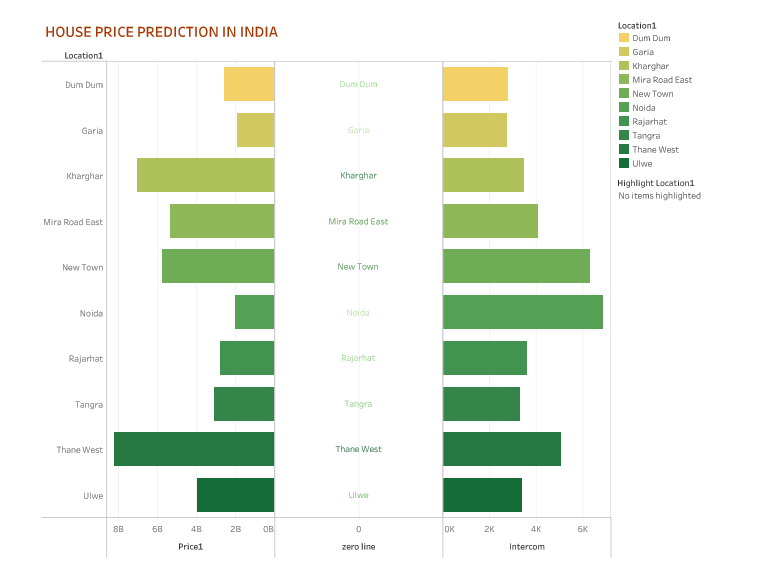 HOUSE PRICE PREDICTION IN INDIA
Location1
Dum Dum
Garia
Kharghar
Mira Road East
New Town
Noida
Rajarhat
Tangra
Thane West
Ulwe
Dum Dum
Garia
Kharghar
Mira Road East
New Town
Noida
Rajarhat
Tangra
Thane West
Ulwe
8B 6B 4B 2B 0B 0 0K 2K 4K 6K
Price1 zero line Intercom
Location1
Dum Dum
Garia
Kharghar
Mira Road East
New Town
Noida
Rajarhat
Tangra
Thane West
Ulwe
Highlight Location1
No items highlighted